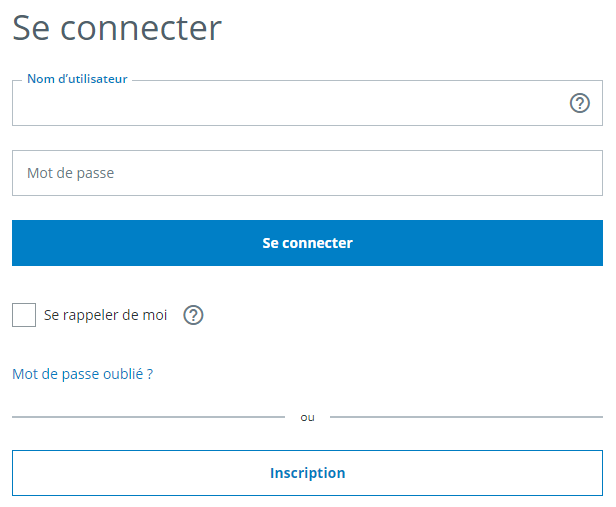 Se connecter
Nom d’utilisateur
Mot de passe
Se connecter
Se rappeler de moi
Mot de passe oublié ?
ou
Inscription